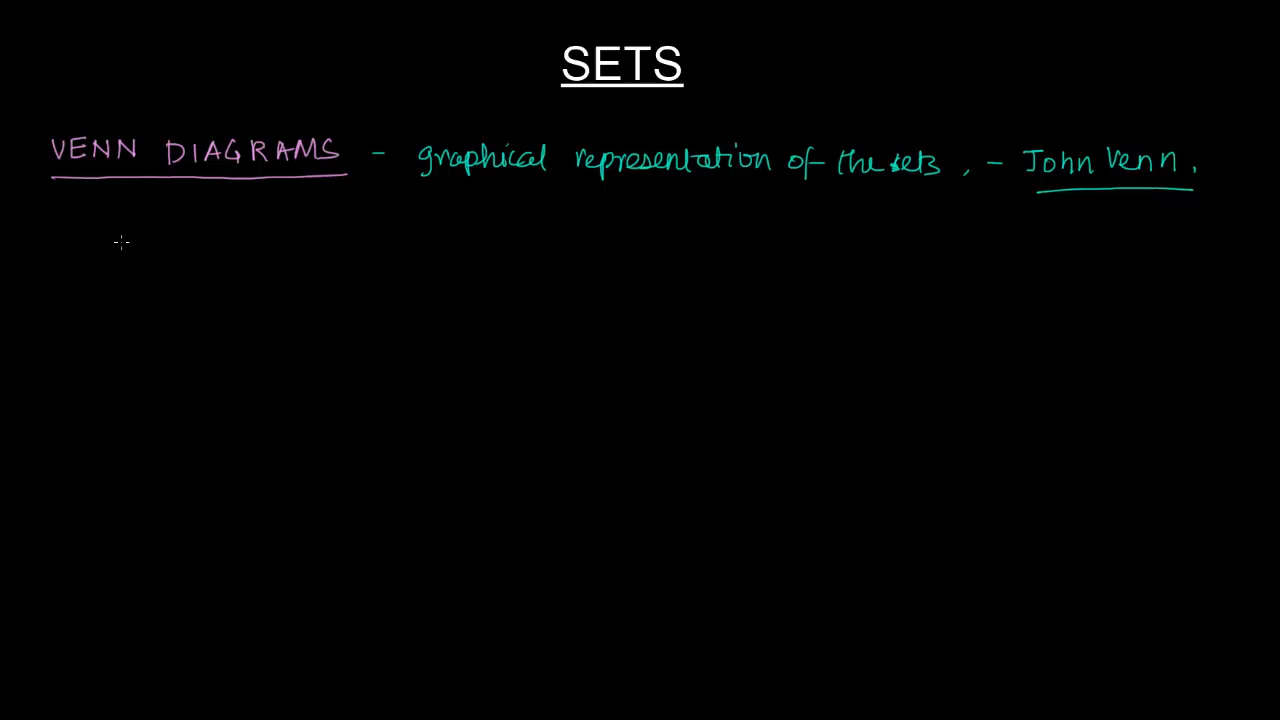 SETS
VENN DIAGRAMS - graphical representation of the sets, - John Venn.